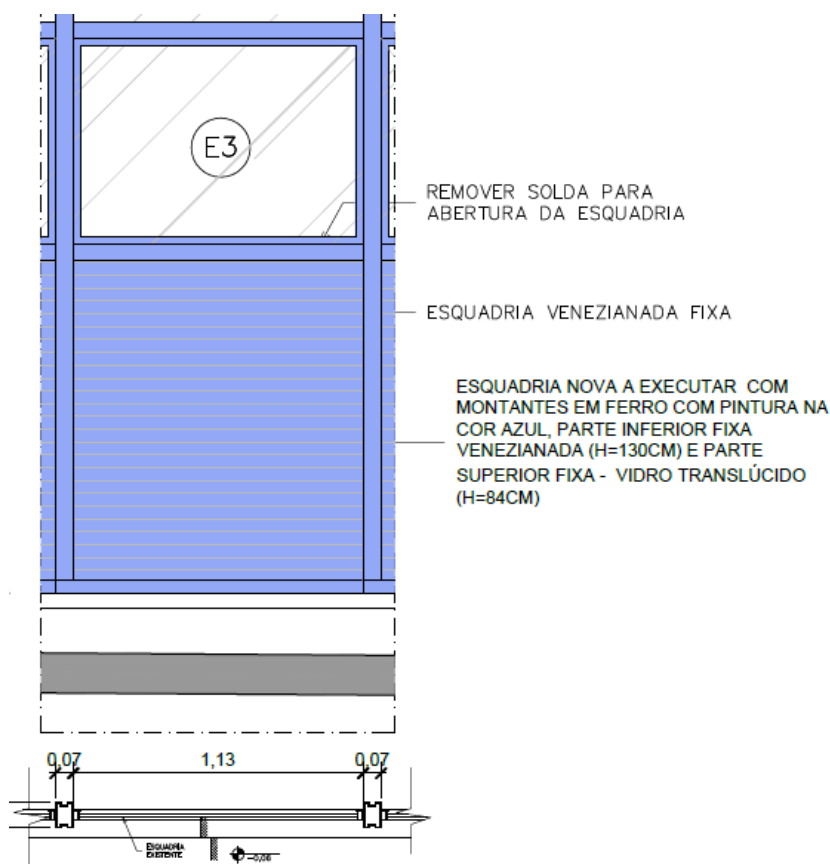 E3
REMOVER SOLDA PARA
ABERTURA DA ESQUADRIA
ESQUADRIA VENEZIANADA FIXA
ESQUADRIA NOVA A EXECUTAR COM
MONTANTES EM FERRO COM PINTURA NA
COR AZUL, PARTE INFERIOR FIXA
VENEZIANADA (H=130CM) E PARTE
SUPERIOR FIXA - VIDRO TRANSLÚCIDO
(H=84CM)
0,07 1,13 0,07
ESQUADRIA
EXISTENTE
-0,06